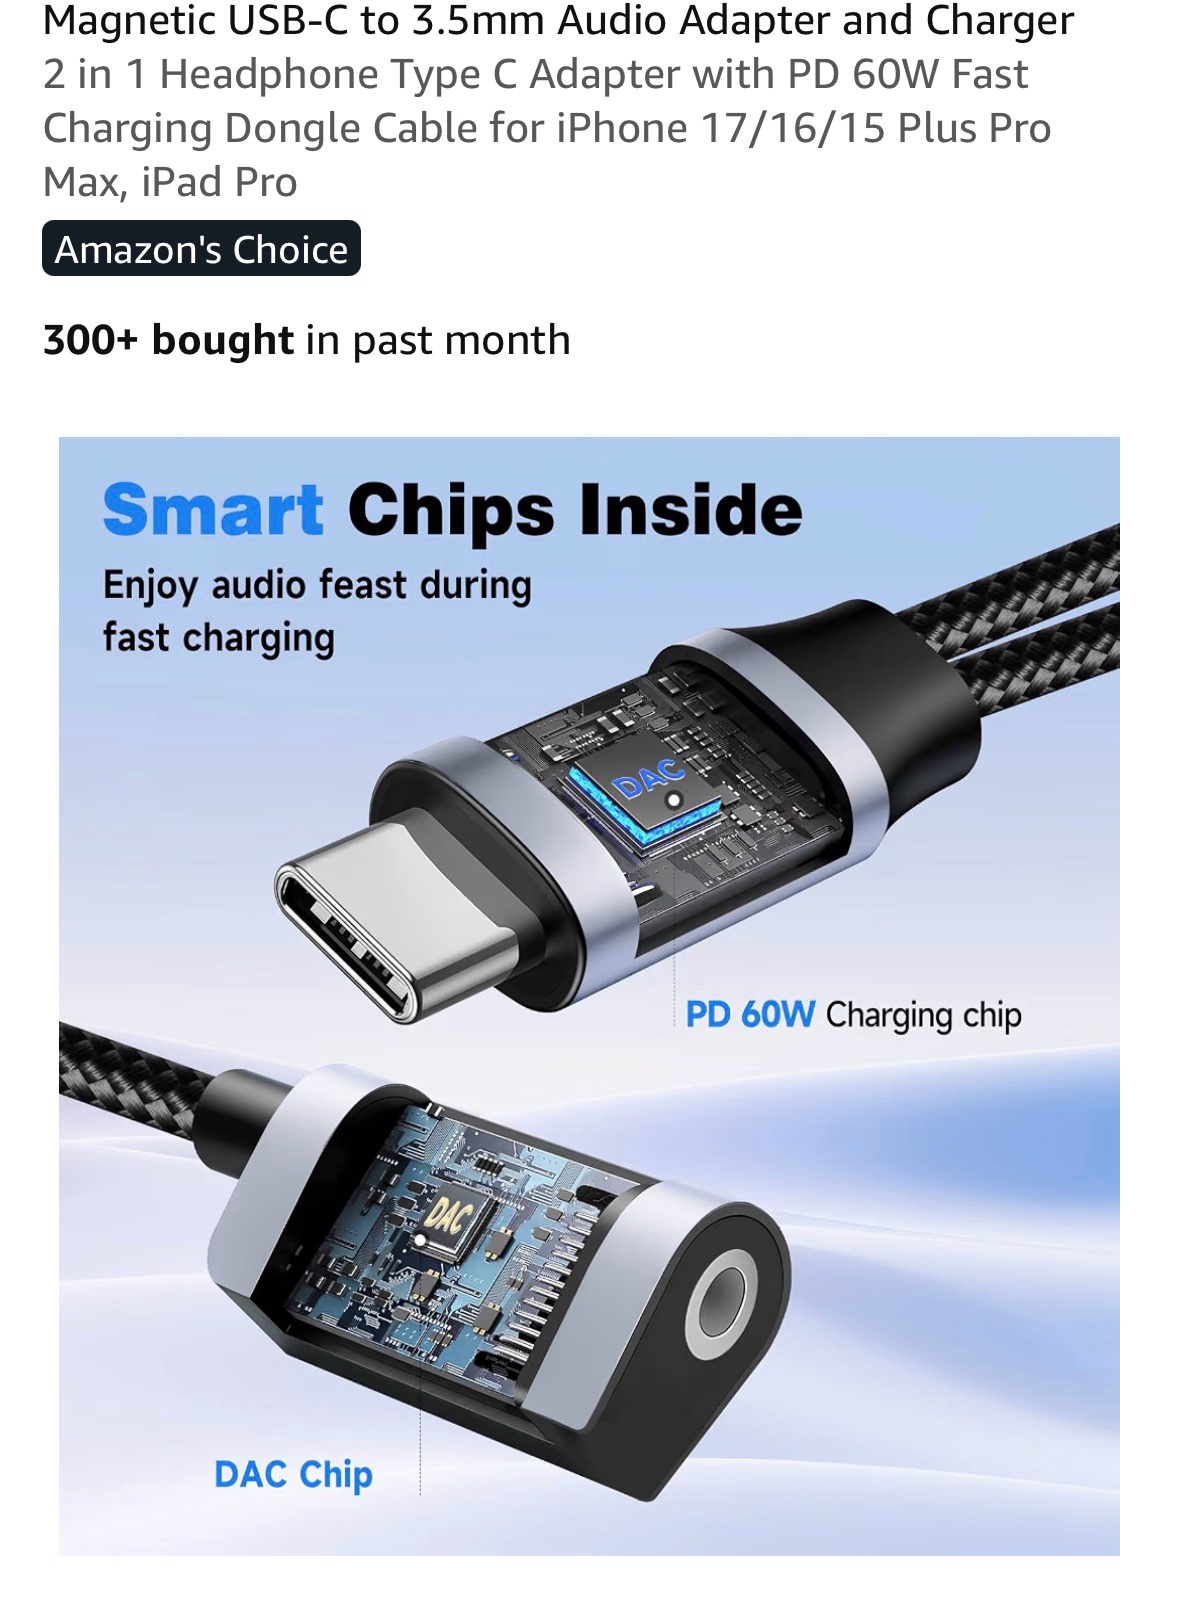 Magnetic USB-C to 3.5mm Audio Adapter and Charger
2 in 1 Headphone Type C Adapter with PD 60W Fast
Charging Dongle Cable for iPhone 17/16/15 Plus Pro
Max, iPad Pro
Amazon's Choice
300+ bought in past month
Smart Chips Inside
Enjoy audio feast during
fast charging
DAC
PD 60W Charging chip
DAC
DAC Chip